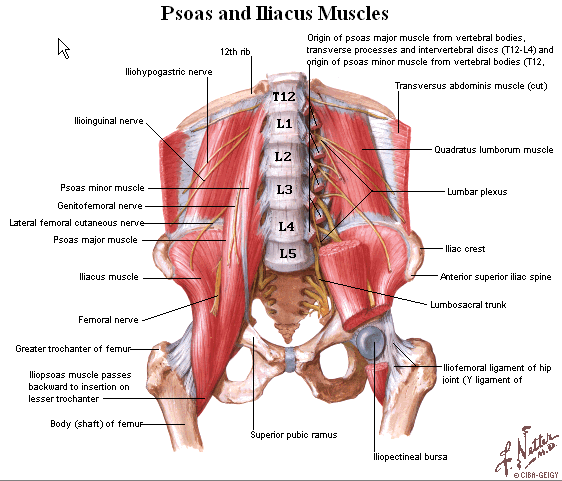 Psoas and Iliacus Muscles
Origin of psoas major muscle from vertebral bodies,
transverse processes and intervertebral discs (T12-L4) and
origin of psoas minor muscle from vertebral bodies (T12,
12th rib
Iliohypogastric nerve
Transversus abdominis muscle (cut)
T12
Ilioinguinal nerve
L1
Quadratus lumborum muscle
L2
Psoas minor muscle
L3
Lumbar plexus
Genitofemoral nerve
Lateral femoral cutaneous nerve
L4
Psoas major muscle
L5
Iliac crest
Iliacus muscle
Anterior superior iliac spine
Lumbosacral trunk
Femoral nerve
Greater trochanter of femur
Iliopsoas muscle passes
backward to insertion on
lesser trochanter
Iliofemoral ligament of hip
joint (Y ligament of
Body (shaft) of femur
Superior pubic ramus
Iliopectineal bursa
F. Netter
M.D.
© CIBA-GEIGY